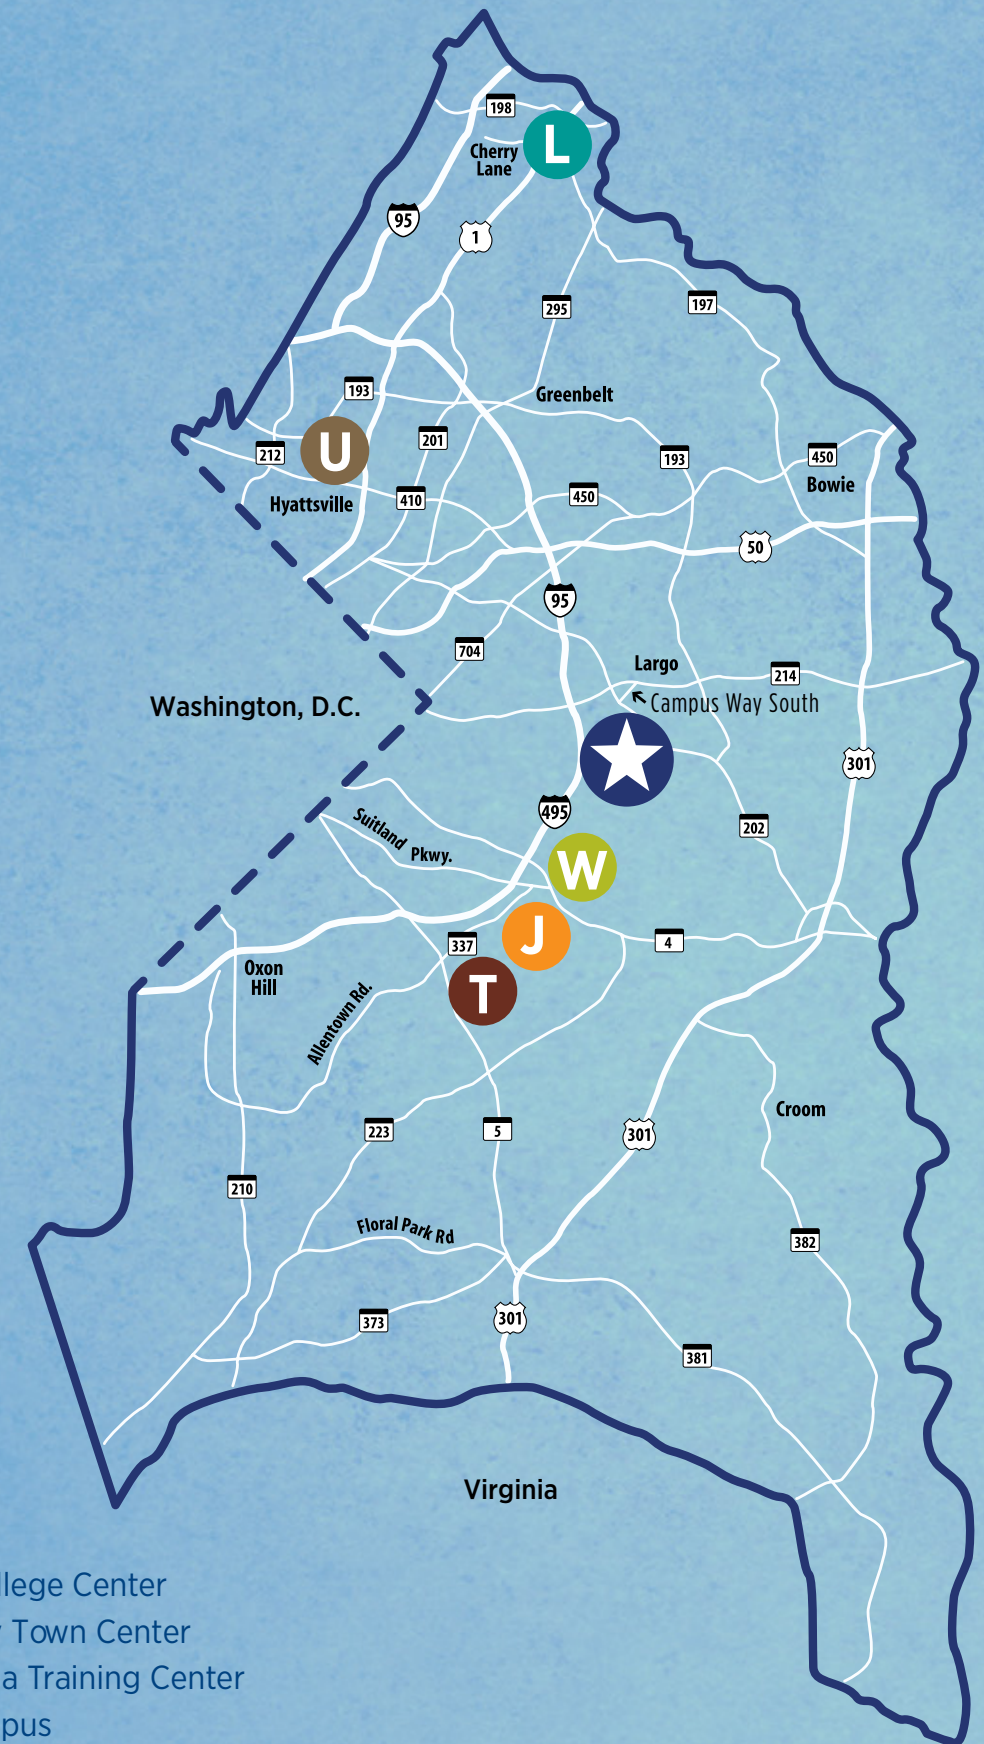 198
Cherry
Lane
L
95
1
295
197
193
Greenbelt
U
212
201
193
450
Bowie
Hyattsville
410
450
50
95
704
Largo
214
Campus Way South
Washington, D.C.
301
495
Suitland Pkwy.
202
W
J
337
4
Oxon
Hill
T
Allentown Rd.
Croom
223
5
301
210
Floral Park Rd
382
373
301
381
Virginia
llege Center
Town Center
a Training Center
pus